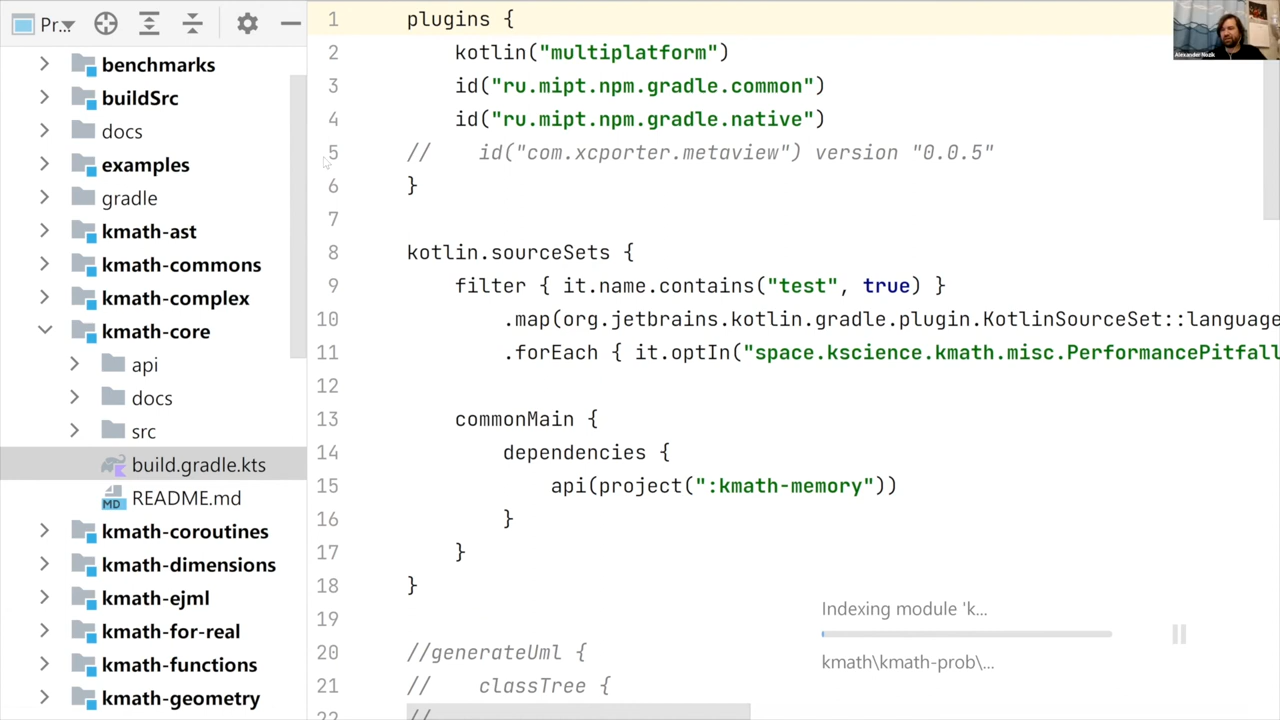 Pr...
benchmarks
buildSrc
docs
examples
gradle
kmath-ast
kmath-commons
kmath-complex
kmath-core
api
docs
src
build.gradle.kts
README.md
kmath-coroutines
kmath-dimensions
kmath-ejml
kmath-for-real
kmath-functions
kmath-geometry
1 plugins {
2 kotlin("multiplatform")
3 id("ru.mipt.npm.gradle.common")
4 id("ru.mipt.npm.gradle.native")
5 // id("com.xcporter.metaview") version "0.0.5"
6 }
7
8 kotlin.sourceSets {
9 filter { it.name.contains("test", true) }
10 .map(org.jetbrains.kotlin.gradle.plugin.KotlinSourceSet::language
11 .forEach { it.optIn("space.kscience.kmath.misc.PerformancePitfall
12
13 commonMain {
14 dependencies {
15 api(project(":kmath-memory"))
16 }
17 }
18 }
19
20 //generateUml {
21 // classTree {
22 //
Indexing module 'k...
kmath\kmath-prob\...
Alexander Nozik
MD